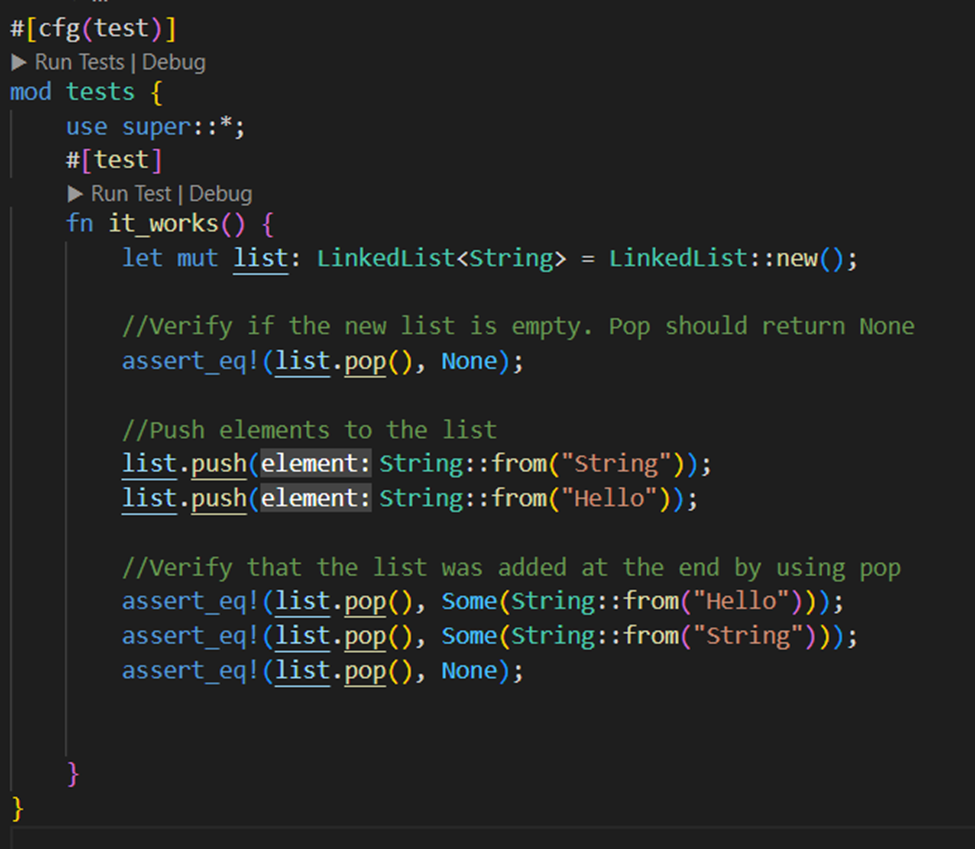 #[cfg(test)]
▶ Run Tests | Debug
mod tests {
    use super::*;
    #[test]
    ▶ Run Test | Debug
    fn it_works() {
        let mut list: LinkedList<String> = LinkedList::new();

        //Verify if the new list is empty. Pop should return None
        assert_eq!(list.pop(), None);

        //Push elements to the list
        list.push(element: String::from("String"));
        list.push(element: String::from("Hello"));

        //Verify that the list was added at the end by using pop
        assert_eq!(list.pop(), Some(String::from("Hello")));
        assert_eq!(list.pop(), Some(String::from("String")));
        assert_eq!(list.pop(), None);

    }
}